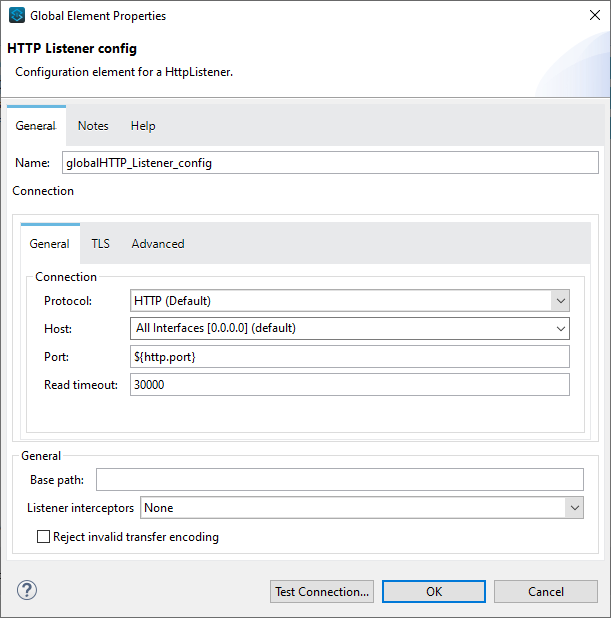 Global Element Properties
HTTP Listener config
Configuration element for a HttpListener.
General Notes Help
Name: globalHTTP_Listener_config
Connection
General TLS Advanced
Connection
Protocol: HTTP (Default)
Host: All Interfaces [0.0.0.0] (default)
Port: ${http.port}
Read timeout: 30000
General
Base path:
Listener interceptors None
Reject invalid transfer encoding
? Test Connection... OK Cancel